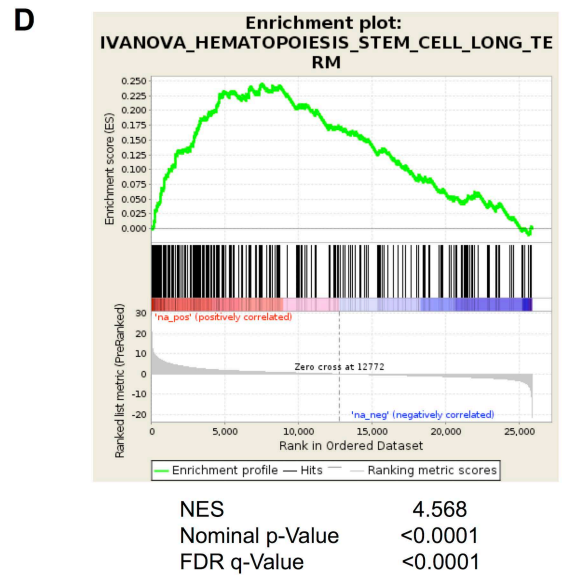 D
Enrichment plot:
IVANOVA_HEMATOPOIESIS_STEM_CELL_LONG_TE
RM
Enrichment score (ES)
0.250
0.225
0.200
0.175
0.150
0.125
0.100
0.075
0.050
0.025
0.000
Ranked list metric (PreRanked)
30
20
10
0
-10
-20
'na_pos' (positively correlated)
Zero cross at 12772
'na_neg' (negatively correlated)
0 5,000 10,000 15,000 20,000 25,000
Rank in Ordered Dataset
Enrichment profile Hits Ranking metric scores
NES 4.568
Nominal p-Value <0.0001
FDR q-Value <0.0001